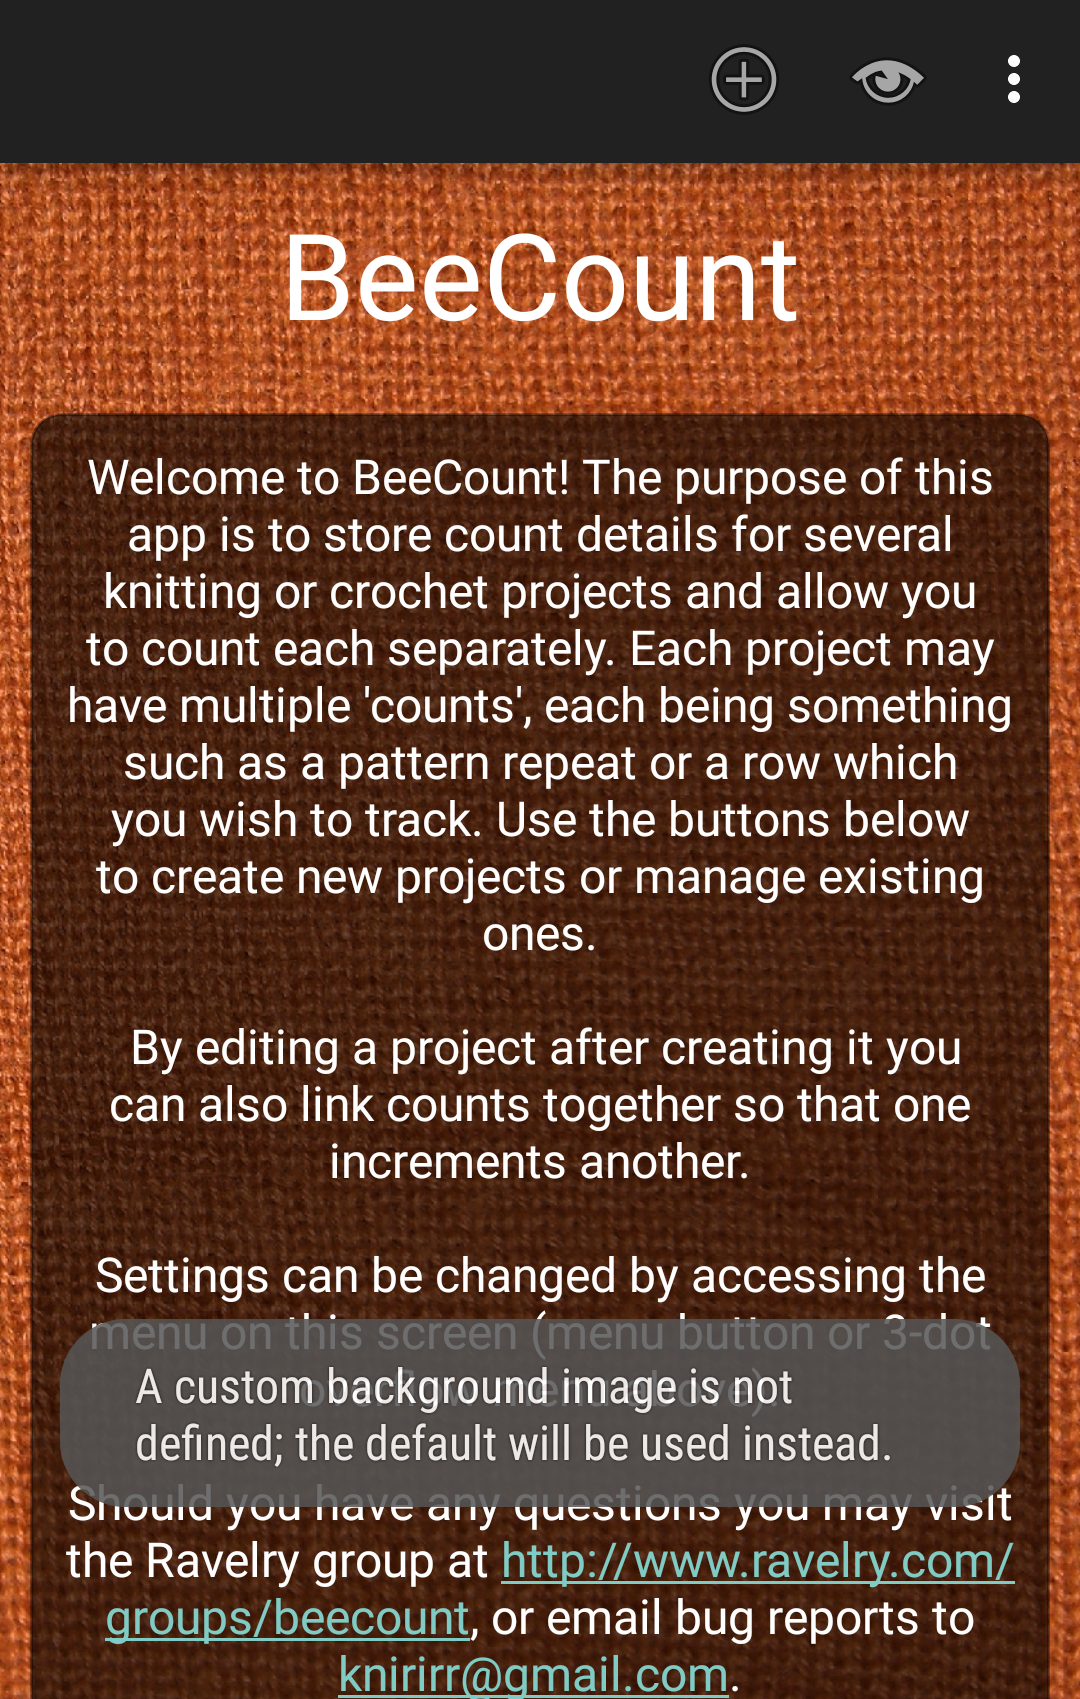 BeeCount
Welcome to BeeCount! The purpose of this
app is to store count details for several
knitting or crochet projects and allow you
to count each separately. Each project may
have multiple 'counts', each being something
such as a pattern repeat or a row which
you wish to track. Use the buttons below
to create new projects or manage existing
ones.
By editing a project after creating it you
can also link counts together so that one
increments another.
Settings can be changed by accessing the
menu on this screen (menu button or 3-dot
overflow menu above).
A custom background image is not
defined; the default will be used instead.
Should you have any questions you may visit
the Ravelry group at http://www.ravelry.com/
groups/beecount, or email bug reports to
knirirr@gmail.com.